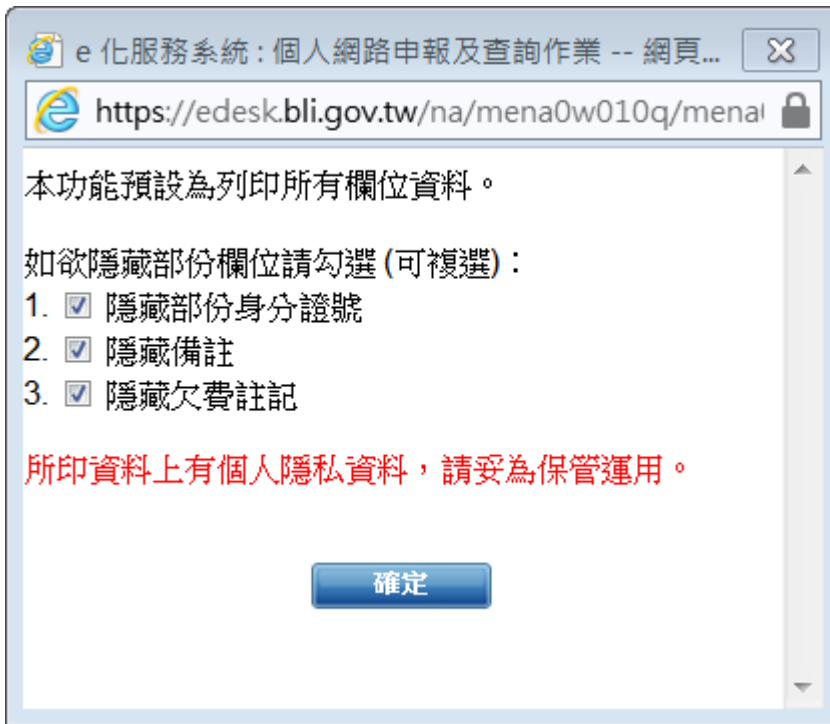 e 化服務系統 : 個人網路申報及查詢作業 -- 網頁...
https://edesk.bli.gov.tw/na/mena0w010q/mena
本功能預設為列印所有欄位資料。
如欲隱藏部份欄位請勾選 (可複選)：
1. 隱藏部份身分證號
2. 隱藏備註
3. 隱藏欠費註記
所印資料上有個人隱私資料，請妥為保管運用。
確定